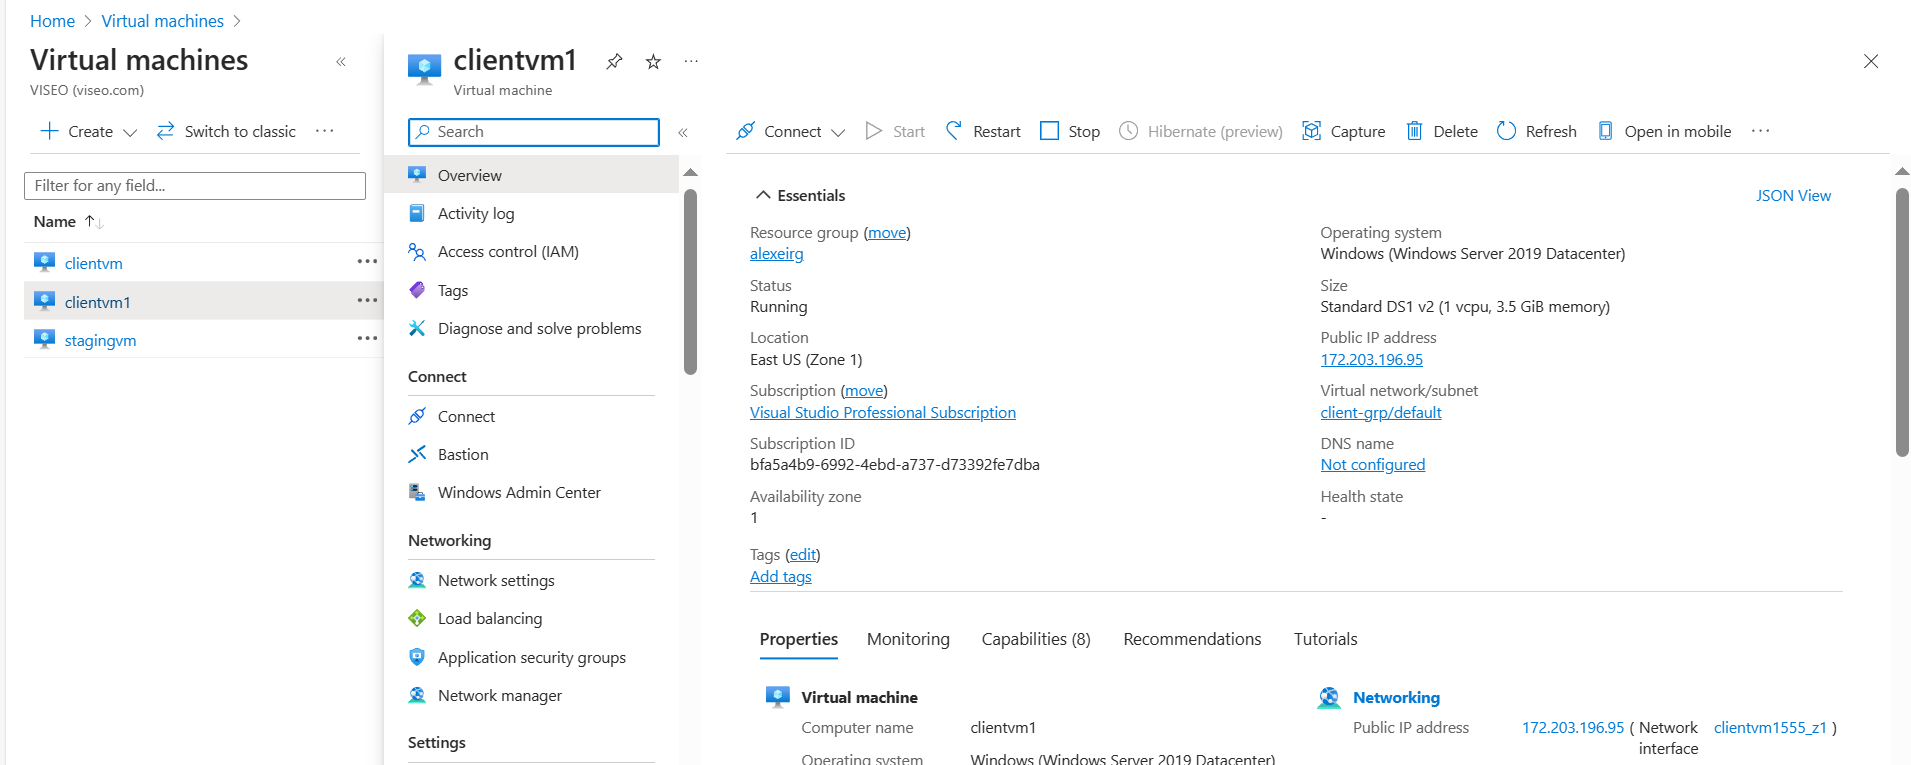 Home > Virtual machines >
Virtual machines
VISEO (viseo.com)
Create
Switch to classic
Filter for any field...
Name
clientvm
clientvm1
stagingvm
clientvm1
Virtual machine
Search
Overview
Activity log
Access control (IAM)
Tags
Diagnose and solve problems
Connect
Connect
Bastion
Windows Admin Center
Networking
Network settings
Load balancing
Application security groups
Network manager
Settings
Connect
Start
Restart
Stop
Hibernate (preview)
Capture
Delete
Refresh
Open in mobile
Essentials
JSON View
Resource group (move)
alexeirg
Status
Running
Location
East US (Zone 1)
Subscription (move)
Visual Studio Professional Subscription
Subscription ID
bfa5a4b9-6992-4ebd-a737-d73392fe7dba
Availability zone
1
Operating system
Windows (Windows Server 2019 Datacenter)
Size
Standard DS1 v2 (1 vcpu, 3.5 GiB memory)
Public IP address
172.203.196.95
Virtual network/subnet
client-grp/default
DNS name
Not configured
Health state
-
Tags (edit)
Add tags
Properties
Monitoring
Capabilities (8)
Recommendations
Tutorials
Virtual machine
Computer name
clientvm1
Operating system
Windows (Windows Server 2019 Datacenter)
Networking
Public IP address
172.203.196.95 ( Network interface clientvm1555_z1 )